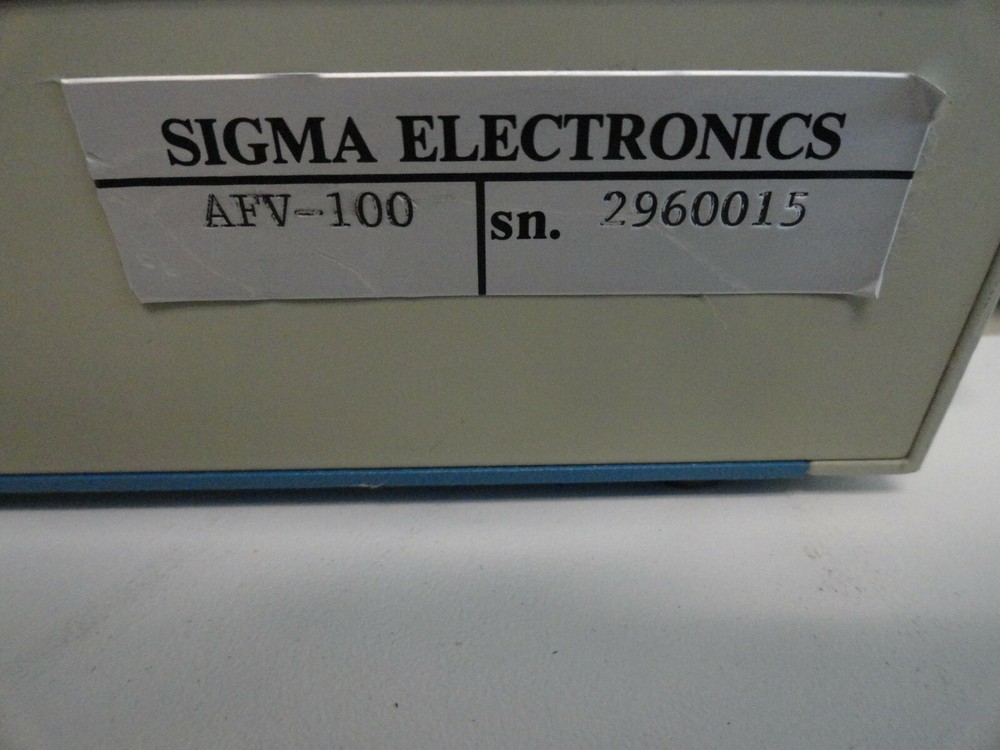 SIGMA ELECTRONICS
AFV-100 sn. 2960015